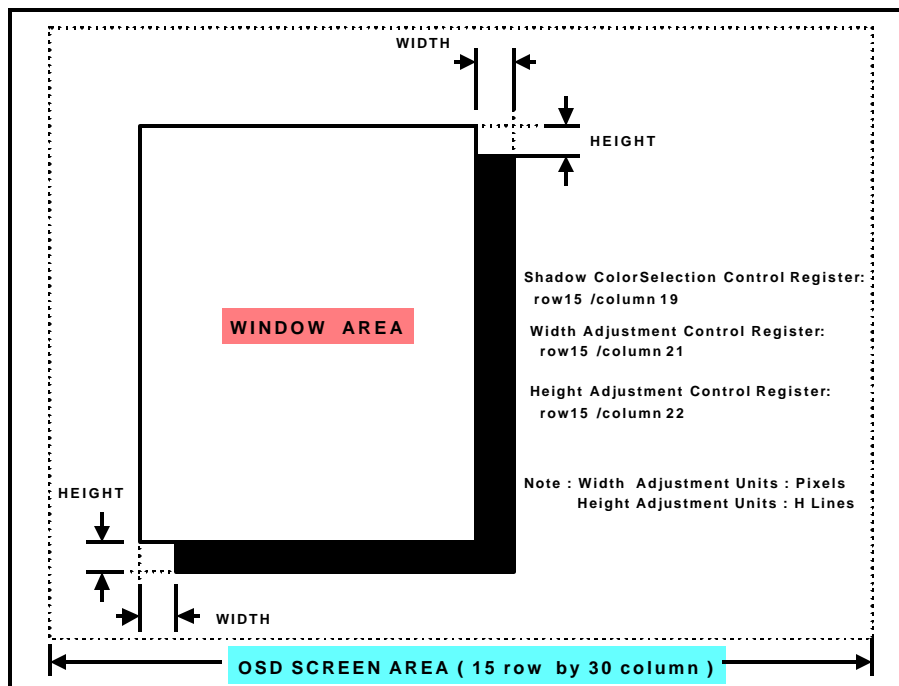 WIDTH
HEIGHT
Shadow ColorSelection Control Register:
row15 /column 19
WINDOW AREA
Width Adjustment Control Register:
row15 /column 21
Height Adjustment Control Register:
row15 /column 22
Note : Width Adjustment Units : Pixels
Height Adjustment Units : H Lines
HEIGHT
WIDTH
OSD SCREEN AREA ( 15 row by 30 column )